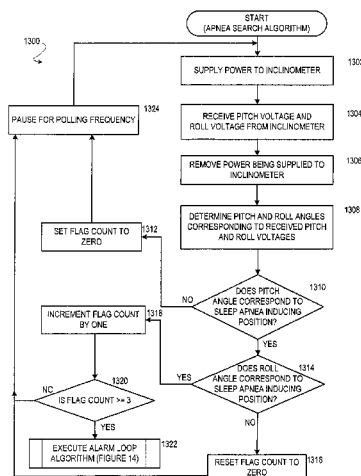 START
(APNEA SEARCH ALGORITHM)
1300
1302
SUPPLY POWER TO INCLINOMETER
1304
RECEIVE PITCH VOLTAGE AND
ROLL VOLTAGE FROM INCLINOMETER
1306
REMOVE POWER BEING SUPPLIED TO
INCLINOMETER
1308
DETERMINE PITCH AND ROLL ANGLES
CORRESPONDING TO RECEIVED PITCH
AND ROLL VOLTAGES
1324
PAUSE FOR POLLING FREQUENCY
1312
SET FLAG COUNT TO
ZERO
1310
DOES PITCH
ANGLE CORRESPOND TO
SLEEP APNEA INDUCING
POSITION?
NO
YES
1314
DOES ROLL
ANGLE CORRESPOND TO
SLEEP APNEA INDUCING
POSITION?
YES
NO
1318
INCREMENT FLAG COUNT
BY ONE
1320
IS FLAG COUNT >= 3
NO
YES
1322
EXECUTE ALARM LOOP
ALGORITHM (FIGURE 14)
1316
RESET FLAG COUNT TO
ZERO